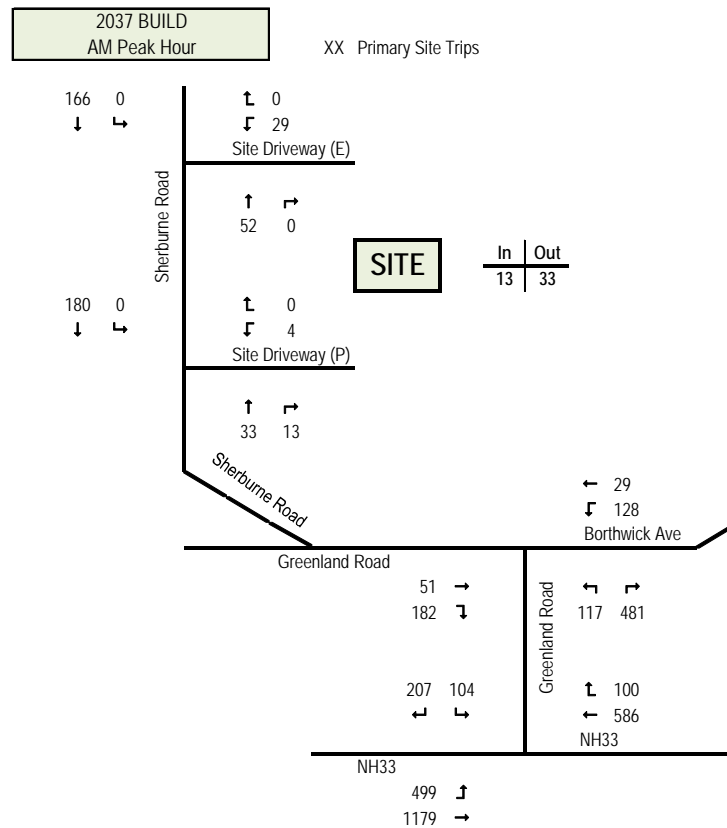 2037 BUILD
AM Peak Hour
XX Primary Site Trips
166 0
0
29
Site Driveway (E)
Sherburne Road
52 0
SITE
In Out
13 33
180 0
0
4
Site Driveway (P)
33 13
Sherburne Road
29
128
Borthwick Ave
Greenland Road
51
182
Greenland Road
117 481
207 104
100
586
NH33
NH33
499
1179